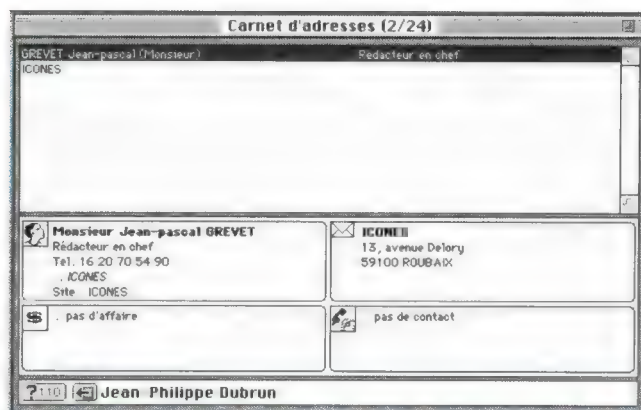 Carnet d'adresses (2/24)
GREVET Jean-pascal (Monsieur) Rédacteur en chef
ICONES
Monsieur Jean-pascal GREVET
Rédacteur en chef
Tel. 16 20 70 54 90
. ICONES
Site ICONES
ICONES
13, avenue Delory
59100 ROUBAIX
. pas d'affaire
pas de contact
?110 Jean Philippe Dubrun